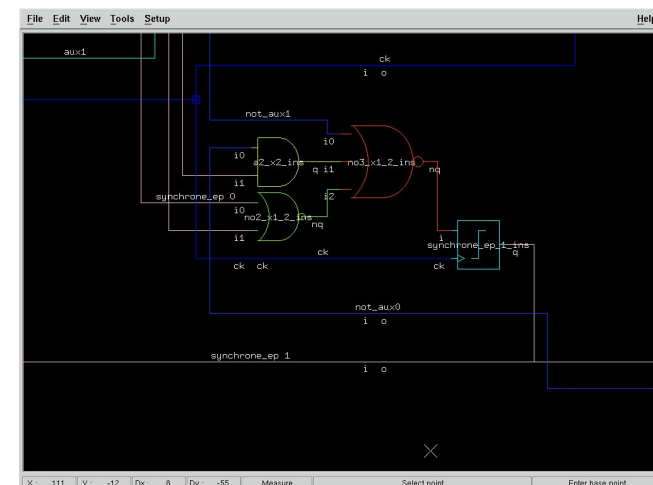 File Edit View Tools Setup Help
aux1
ck
i o
not_aux1
i0
i0
a2_x2_ins
no3_x1_2_ins
q i1
nq
i1
synchrone_ep 0
i2
i0
no2_x1_2_ins
nq
i1
i
synchrone_ep_1_ins
q
ck
ck ck
ck
not_aux0
i o
synchrone_ep 1
i o
X : 111 Y : -12 Dx : 8 Dy : -55 Measure Select point Enter base point